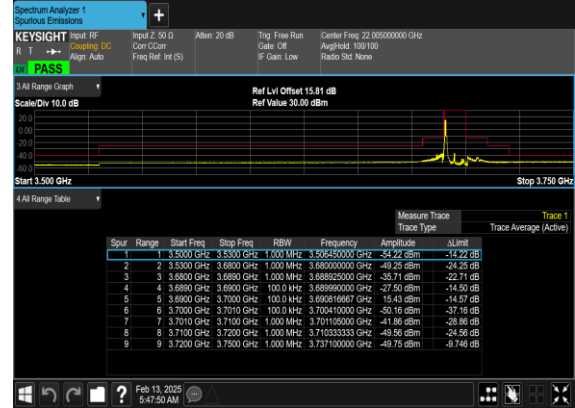 Spectrum Analyzer 1
Spurious Emissions
KEYSIGHT
R T
LXI PASS
Input: RF
Coupling: DC
Align: Auto
Input Z: 50 Ω
Corr CCorr
Freq Ref: Int (S)
Atten: 20 dB
Trig: Free Run
Gate: Off
IF Gain: Low
Center Freq: 22.005000000 GHz
Avg|Hold: 100/100
Radio Std: None
3 All Range Graph
Scale/Div 10.0 dB
Ref Lvl Offset 15.81 dB
Ref Value 30.00 dBm
20.0
0.00
-20.0
-40.0
-60.0
Start 3.500 GHz
Stop 3.750 GHz
4 All Range Table
Measure Trace Trace 1
Trace Type Trace Average (Active)
Spur Range Start Freq Stop Freq RBW Frequency Amplitude ΔLimit
1 1 3.5000 GHz 3.5300 GHz 1.000 MHz 3.506450000 GHz -54.22 dBm -14.22 dB
2 2 3.5300 GHz 3.6800 GHz 1.000 MHz 3.680000000 GHz -49.25 dBm -24.25 dB
3 3 3.6800 GHz 3.6890 GHz 1.000 MHz 3.688925000 GHz -35.71 dBm -22.71 dB
4 4 3.6890 GHz 3.6900 GHz 100.0 kHz 3.689990000 GHz -27.50 dBm -14.50 dB
5 5 3.6900 GHz 3.7000 GHz 100.0 kHz 3.690816667 GHz 15.43 dBm -14.57 dB
6 6 3.7000 GHz 3.7010 GHz 100.0 kHz 3.700410000 GHz -50.16 dBm -37.16 dB
7 7 3.7010 GHz 3.7100 GHz 1.000 MHz 3.701105000 GHz -41.86 dBm -28.86 dB
8 8 3.7100 GHz 3.7200 GHz 1.000 MHz 3.710333333 GHz -49.56 dBm -24.56 dB
9 9 3.7200 GHz 3.7500 GHz 1.000 MHz 3.737100000 GHz -49.75 dBm -9.746 dB
?
Feb 13, 2025
5:47:50 AM